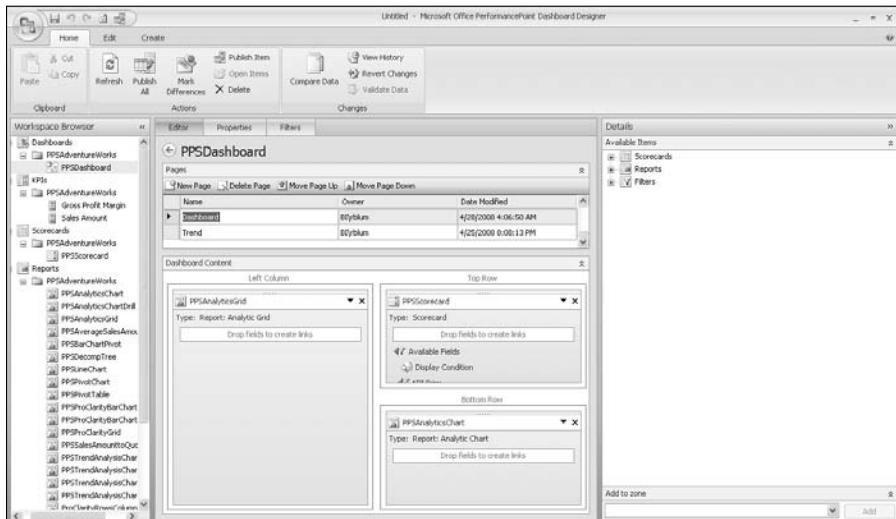 Untitled - Microsoft Office PerformancePoint Dashboard Designer
Home Edit Create
Paste
Cut
Copy
Clipboard
Refresh
Publish All
Mark Differences
Publish Item
Open Items
Delete
Actions
Compare Data
View History
Revert Changes
Validate Data
Changes
Workspace Browser
Dashboards
PPSAdventureWorks
PPSDashboard
KPIs
PPSAdventureWorks
Gross Profit Margin
Sales Amount
Scorecards
PPSAdventureWorks
PPSScorecard
Reports
PPSAdventureWorks
PPSAnalyticsChart
PPSAnalyticsChartDrill
PPSAnalyticsGrid
PPSAverageSalesAmou
PPSBarChartPivot
PPSDecompTree
PPSLineChart
PPSPivotChart
PPSPivotTable
PPSProClarityBarChart
PPSProClarityBarChart
PPSProClarityGrid
PPSSalesAmounttoQuo
PPSTrendAnalysisChar
PPSTrendAnalysisChar
PPSTrendAnalysisChar
ProClarityRowsColumn
Editor Properties Filters
PPSDashboard
Pages
New Page Delete Page Move Page Up Move Page Down
Name Owner Date Modified
Dashboard 4/28/2008 4:06:50 AM
Trend
Dashboard Content
Left Column
PPSAnalyticsGrid
Type: Report: Analytic Grid
Drop fields to create links
Top Row
PPSScorecard
Type: Scorecard
Drop fields to create links
Available Fields
Display Condition
Bottom Row
PPSAnalyticsChart
Type: Report: Analytic Chart
Drop fields to create links
Details
Available Items
Scorecards
Reports
Filters
Add to zone
Add